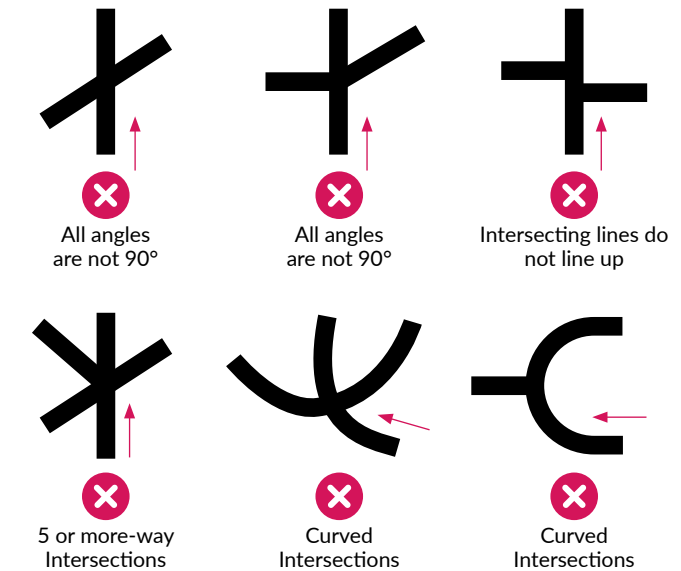 All angles
are not 90°
All angles
are not 90°
Intersecting lines do
not line up
5 or more-way
Intersections
Curved
Intersections
Curved
Intersections